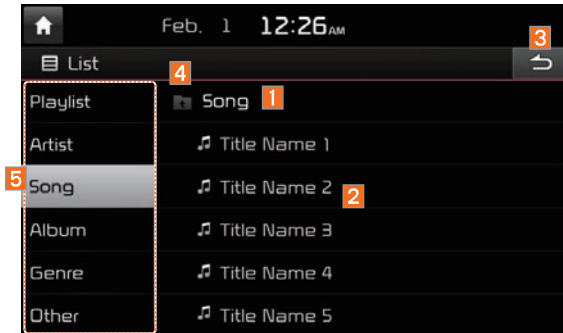 Feb. 1 12:26AM
3
List
4
Playlist
Song 1
Artist
Title Name 1
5 Song
Title Name 2 2
Album
Title Name 3
Genre
Title Name 4
Other
Title Name 5